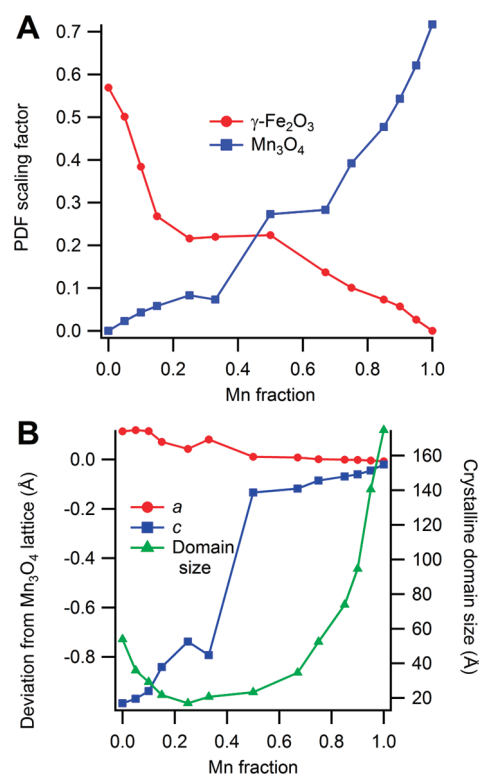 A
0.7
0.6
0.5
0.4
0.3
0.2
0.1
0.0
PDF scaling factor
γ-Fe₂O₃
Mn₃O₄
0.0 0.2 0.4 0.6 0.8 1.0
Mn fraction
B
0.0
-0.2
-0.4
-0.6
-0.8
Deviation from Mn₃O₄ lattice (Å)
a
c
Domain
size
160
140
120
100
80
60
40
20
Crystalline domain size (Å)
0.0 0.2 0.4 0.6 0.8 1.0
Mn fraction